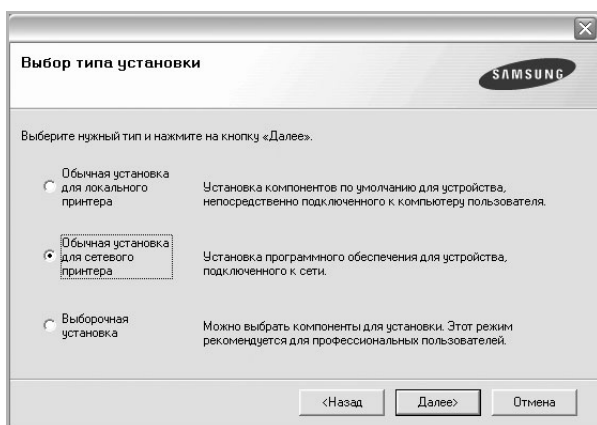 Выбор типа установки
SAMSUNG
Выберите нужный тип и нажмите на кнопку «Далее».
Обычная установка
для локального
принтера
Установка компонентов по умолчанию для устройства,
непосредственно подключенного к компьютеру пользователя.
Обычная установка
для сетевого
принтера
Установка программного обеспечения для устройства,
подключенного к сети.
Выборочная
установка
Можно выбрать компоненты для установки. Этот режим
рекомендуется для профессиональных пользователей.
<Назад
Далее>
Отмена